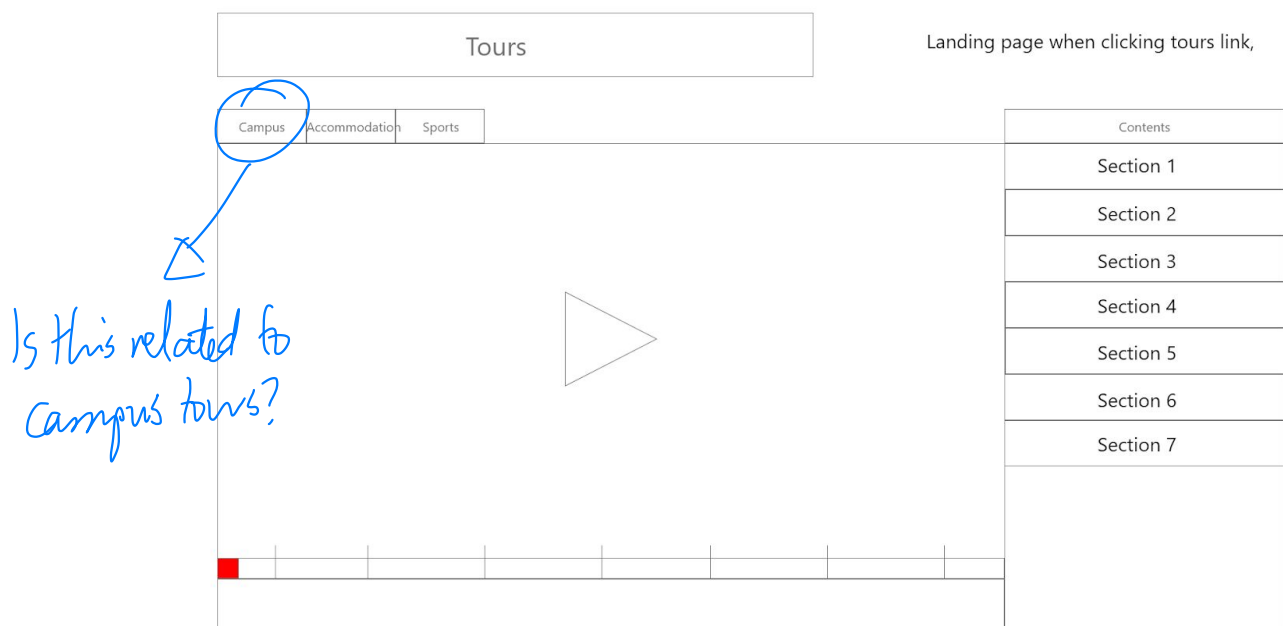 Tours
Landing page when clicking tours link,
Campus
Accommodation
Sports
Contents
Section 1
Section 2
Section 3
Section 4
Section 5
Section 6
Section 7
Is this related to
campus tours?